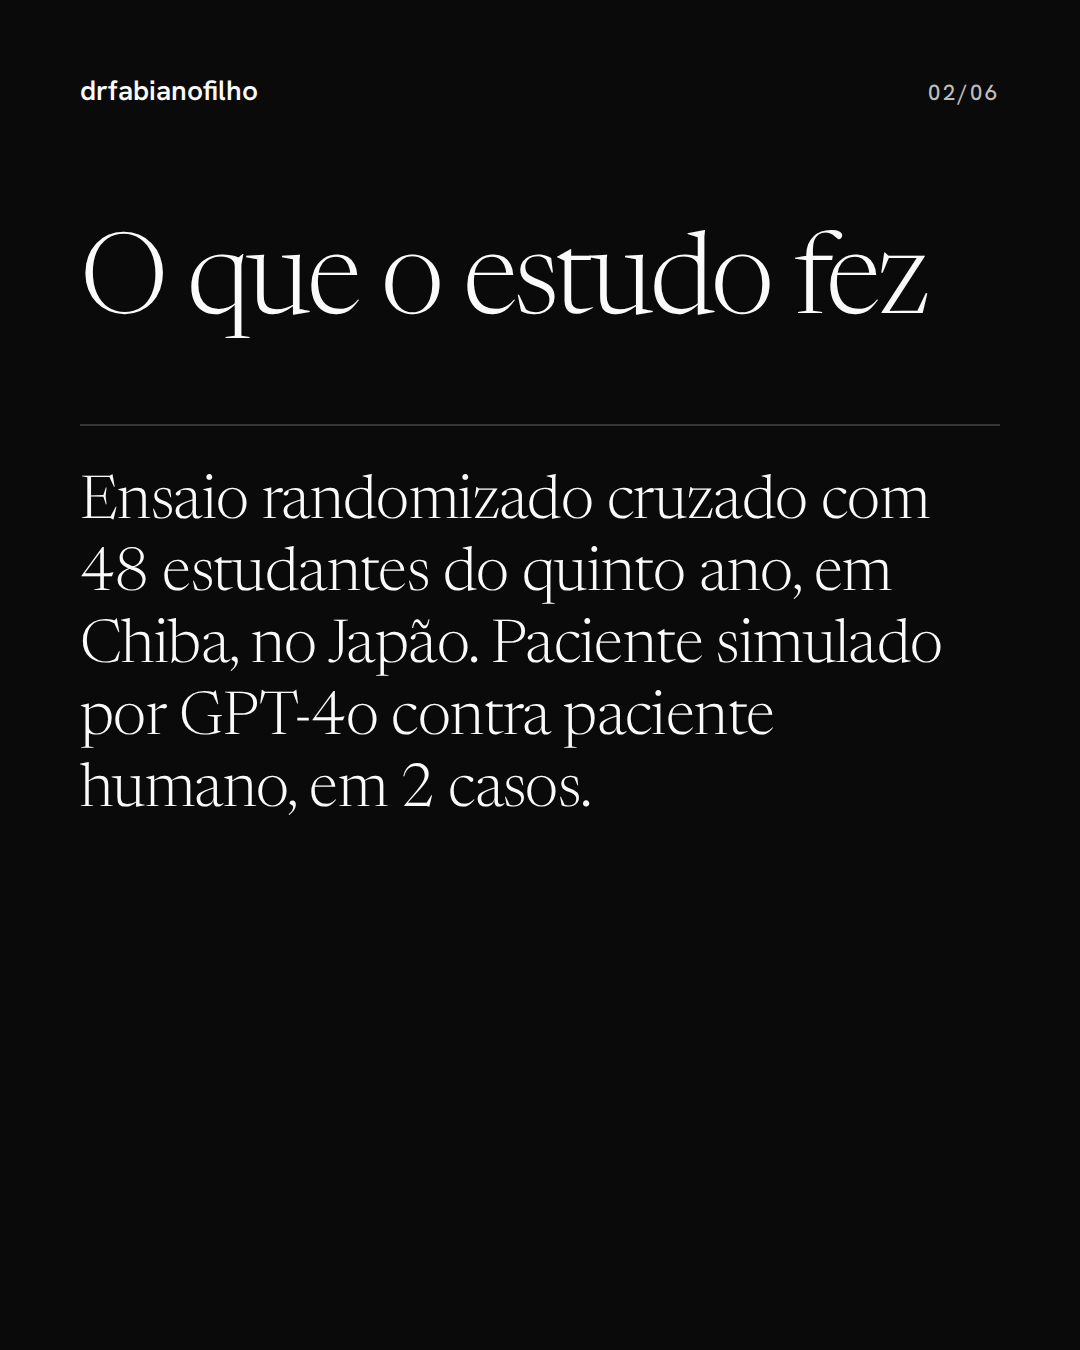 drfabianofilho
02/06
O que o estudo fez
Ensaio randomizado cruzado com
48 estudantes do quinto ano, em
Chiba, no Japão. Paciente simulado
por GPT-4o contra paciente
humano, em 2 casos.